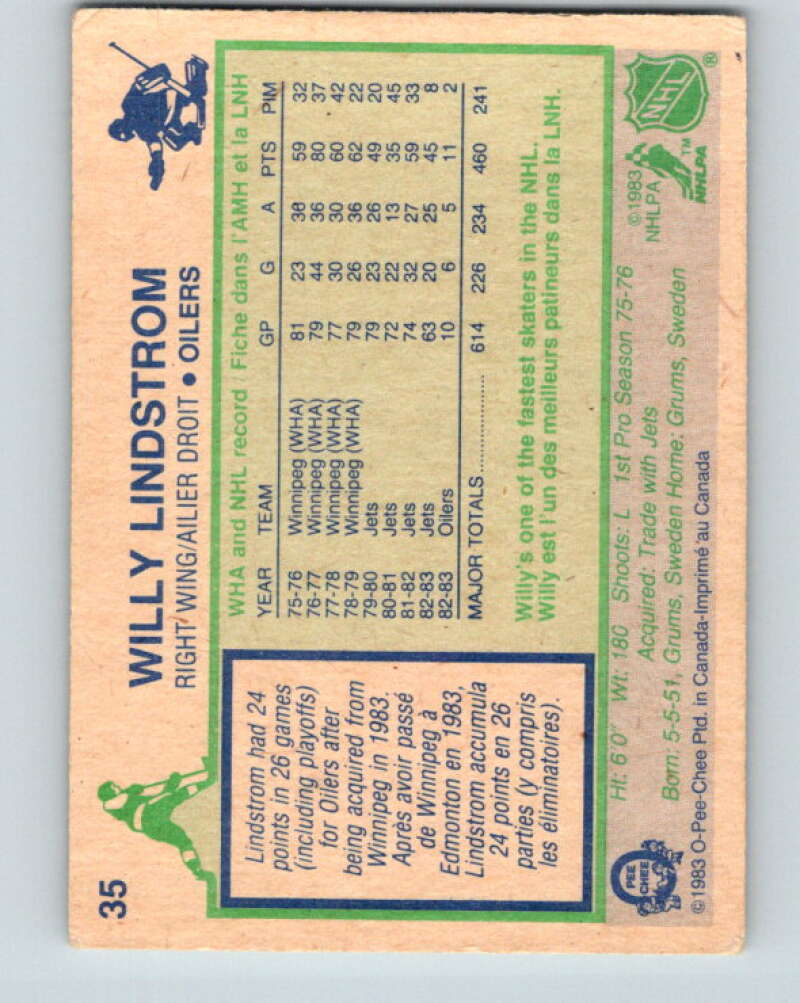 35
WILLY LINDSTROM
RIGHT WING/AILIER DROIT • OILERS
Lindstrom had 24
points in 26 games
(including playoffs)
for Oilers after
being acquired from
Winnipeg in 1983.
Après avoir passé
de Winnipeg à
Edmonton en 1983,
Lindstrom accumula
24 points en 26
parties (y compris
les éliminatoires).
WHA and NHL record / Fiche dans l'AMH et la LNH
YEAR TEAM GP G A PTS PIM
75-76 Winnipeg (WHA) 81 23 36 59 32
76-77 Winnipeg (WHA) 79 44 36 80 37
77-78 Winnipeg (WHA) 77 30 30 60 42
78-79 Winnipeg (WHA) 79 26 36 62 22
79-80 Jets 79 23 26 49 20
80-81 Jets 72 22 13 35 45
81-82 Jets 74 32 27 59 33
82-83 Jets 63 20 25 45 8
82-83 Oilers 10 6 5 11 2
MAJOR TOTALS 614 226 234 460 241
Willy's one of the fastest skaters in the NHL.
Willy est l'un des meilleurs patineurs dans la LNH.
Ht: 6'0" Wt: 180 Shoots: L 1st Pro Season 75-76
Acquired: Trade with Jets
Born: 5-5-51, Grums, Sweden Home: Grums, Sweden
© 1983 O-Pee-Chee Ptd. in Canada-Imprimé au Canada
O
PEE
CHEE
©1983
NHLPA
NHL ®
NHLPA ™